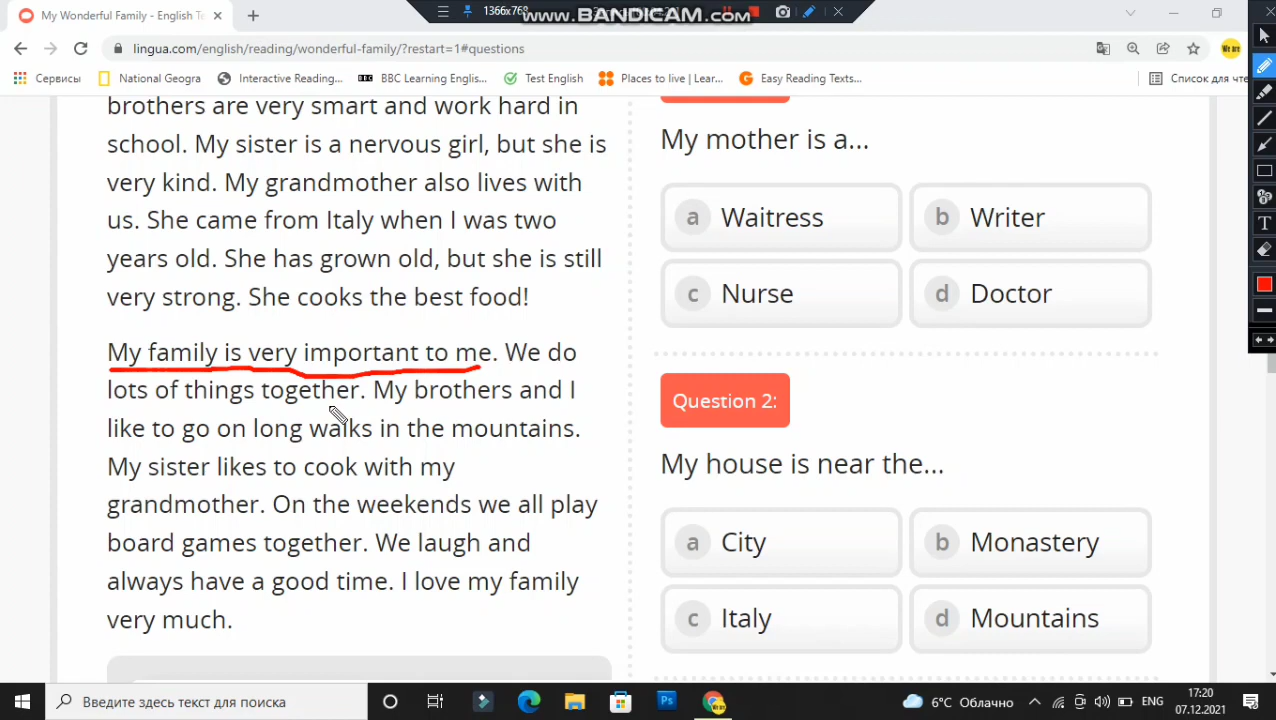 My Wonderful Family - English Te
1366x768
www.BANDICAM.com
lingua.com/english/reading/wonderful-family/?restart=1#questions
We are
Сервисы
National Geogra
Interactive Reading...
BBC Learning Englis...
Test English
Places to live | Lear...
Easy Reading Texts...
Список для чте
brothers are very smart and work hard in
school. My sister is a nervous girl, but she is
very kind. My grandmother also lives with
us. She came from Italy when I was two
years old. She has grown old, but she is still
very strong. She cooks the best food!
My family is very important to me. We do
lots of things together. My brothers and I
like to go on long walks in the mountains.
My sister likes to cook with my
grandmother. On the weekends we all play
board games together. We laugh and
always have a good time. I love my family
very much.
My mother is a...
a Waitress
b Writer
c Nurse
d Doctor
Question 2:
My house is near the...
a City
b Monastery
c Italy
d Mountains
Введите здесь текст для поиска
6°C Облачно
ENG
17:20
07.12.2021